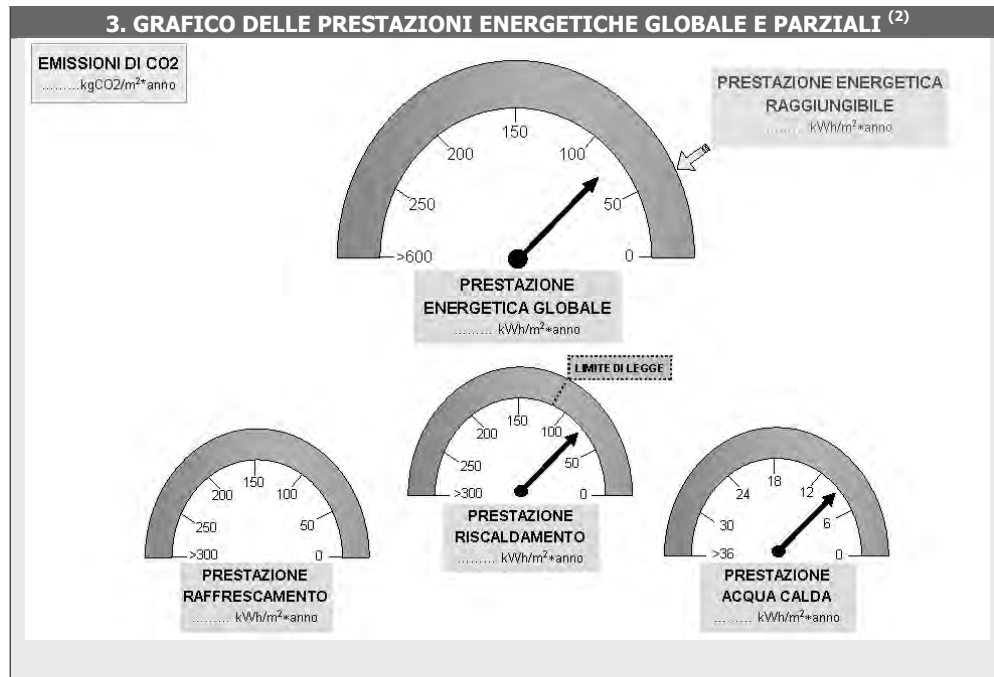 3. GRAFICO DELLE PRESTAZIONI ENERGETICHE GLOBALE E PARZIALI (2)
EMISSIONI DI CO2
.........kgCO2/m²*anno
PRESTAZIONE ENERGETICA
RAGGIUNGIBILE
......... kWh/m²*anno
150
200
100
250
50
>600
0
PRESTAZIONE
ENERGETICA GLOBALE
......... kWh/m²*anno
LIMITE DI LEGGE
150
200
100
250
50
>300
0
PRESTAZIONE
RISCALDAMENTO
......... kWh/m²*anno
150
200
100
250
50
>300
0
PRESTAZIONE
RAFFRESCAMENTO
......... kWh/m²*anno
18
24
12
30
6
>36
0
PRESTAZIONE
ACQUA CALDA
......... kWh/m²*anno